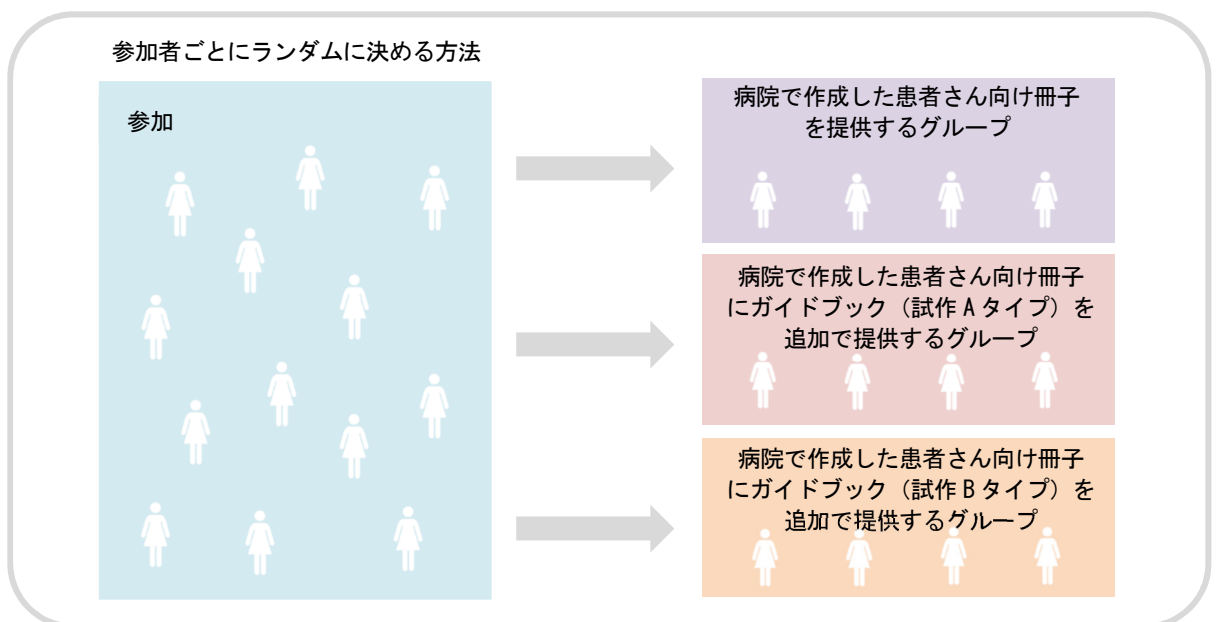 参加者ごとにランダムに決める方法
参加
病院で作成した患者さん向け冊子
を提供するグループ
病院で作成した患者さん向け冊子
にガイドブック（試作 A タイプ）を
追加で提供するグループ
病院で作成した患者さん向け冊子
にガイドブック（試作 B タイプ）を
追加で提供するグループ